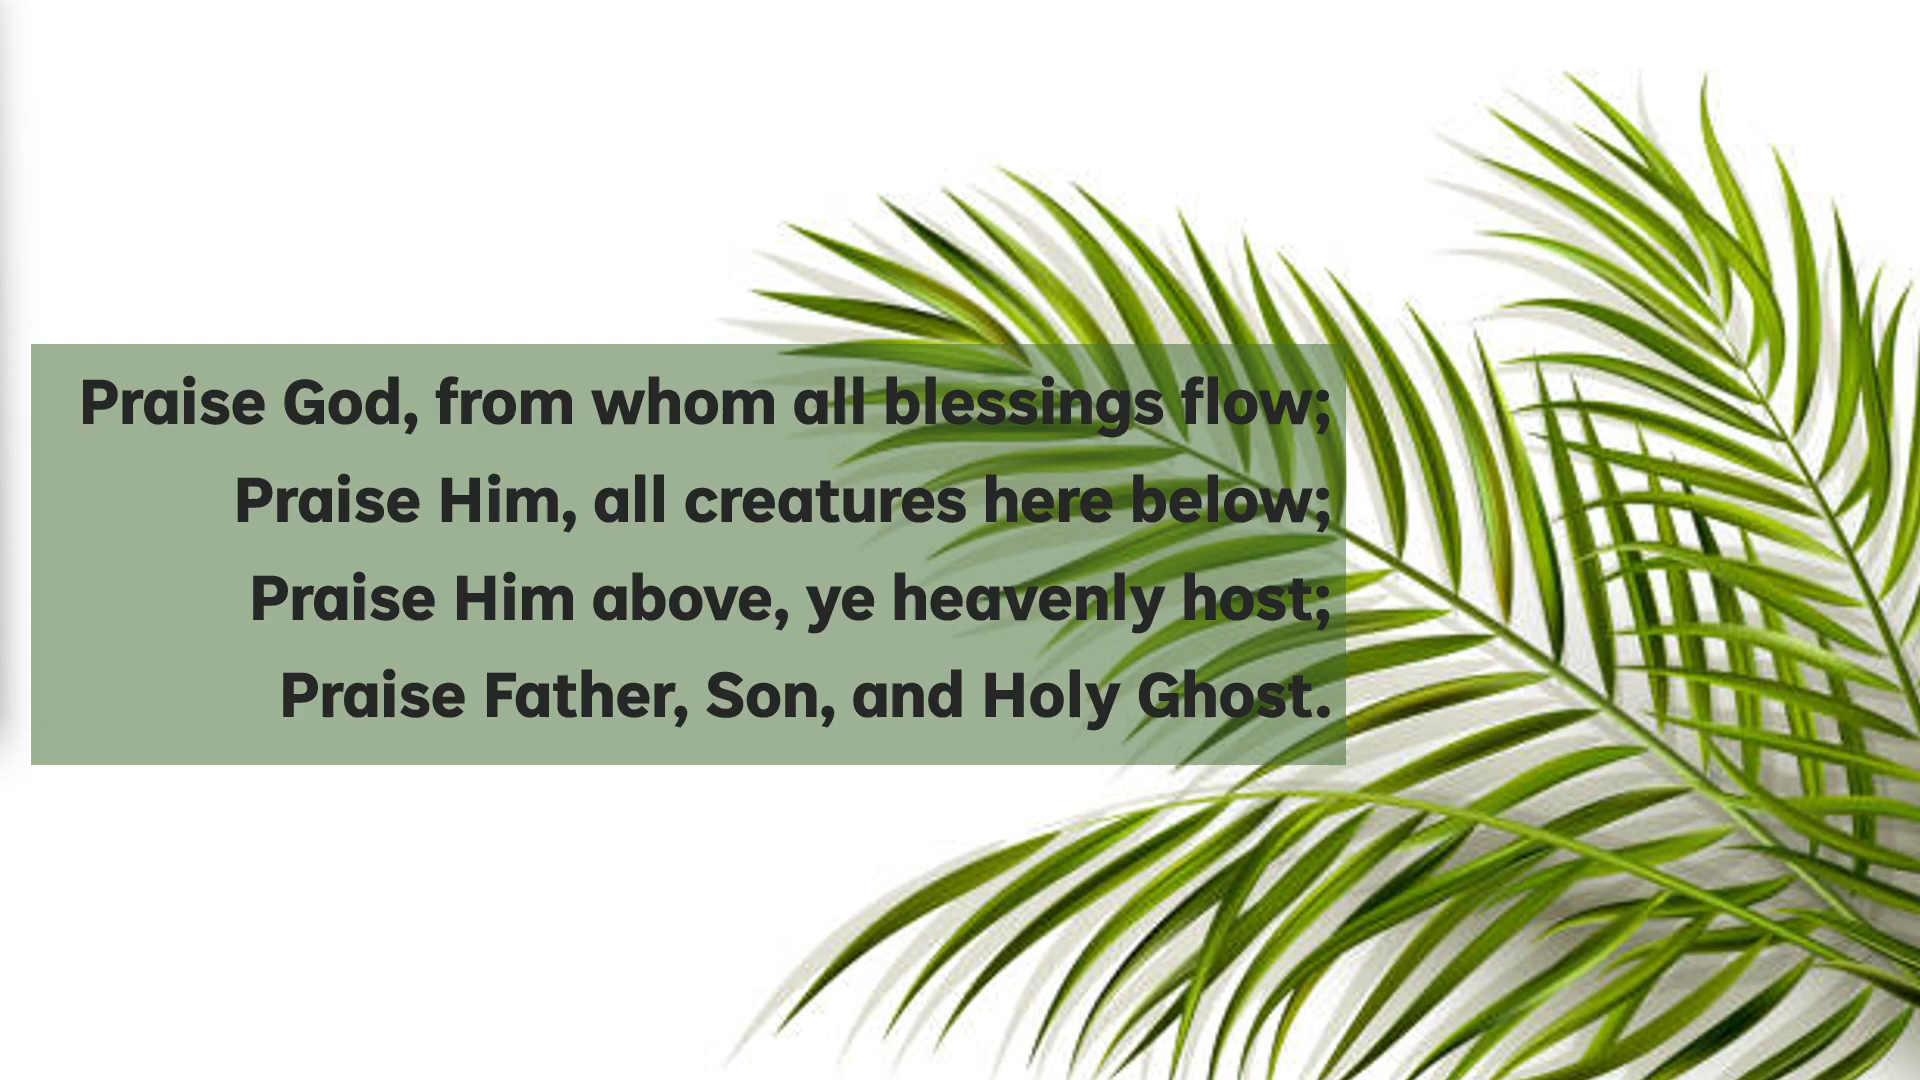 Praise God, from whom all blessings flow;
Praise Him, all creatures here below;
Praise Him above, ye heavenly host;
Praise Father, Son, and Holy Ghost.